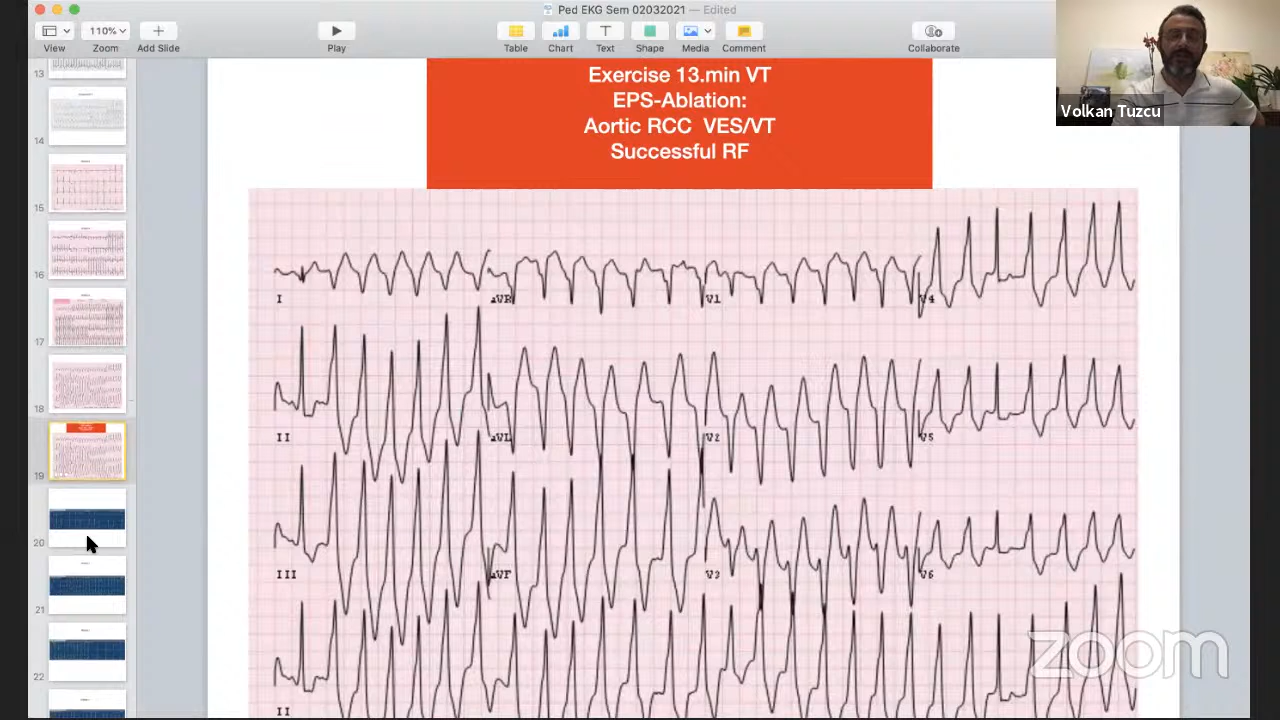 Ped EKG Sem 02032021 — Edited
110%
View
Zoom
Add Slide
Play
Table
Chart
Text
Shape
Media
Comment
Collaborate
Volkan Tuzcu
13
14
15
16
17
18
19
20
21
22
Exercise 13.min VT
EPS-Ablation:
Aortic RCC VES/VT
Successful RF
I
aVR
V1
V4
II
aVL
V2
V5
III
aVF
V3
V6
II
zoom